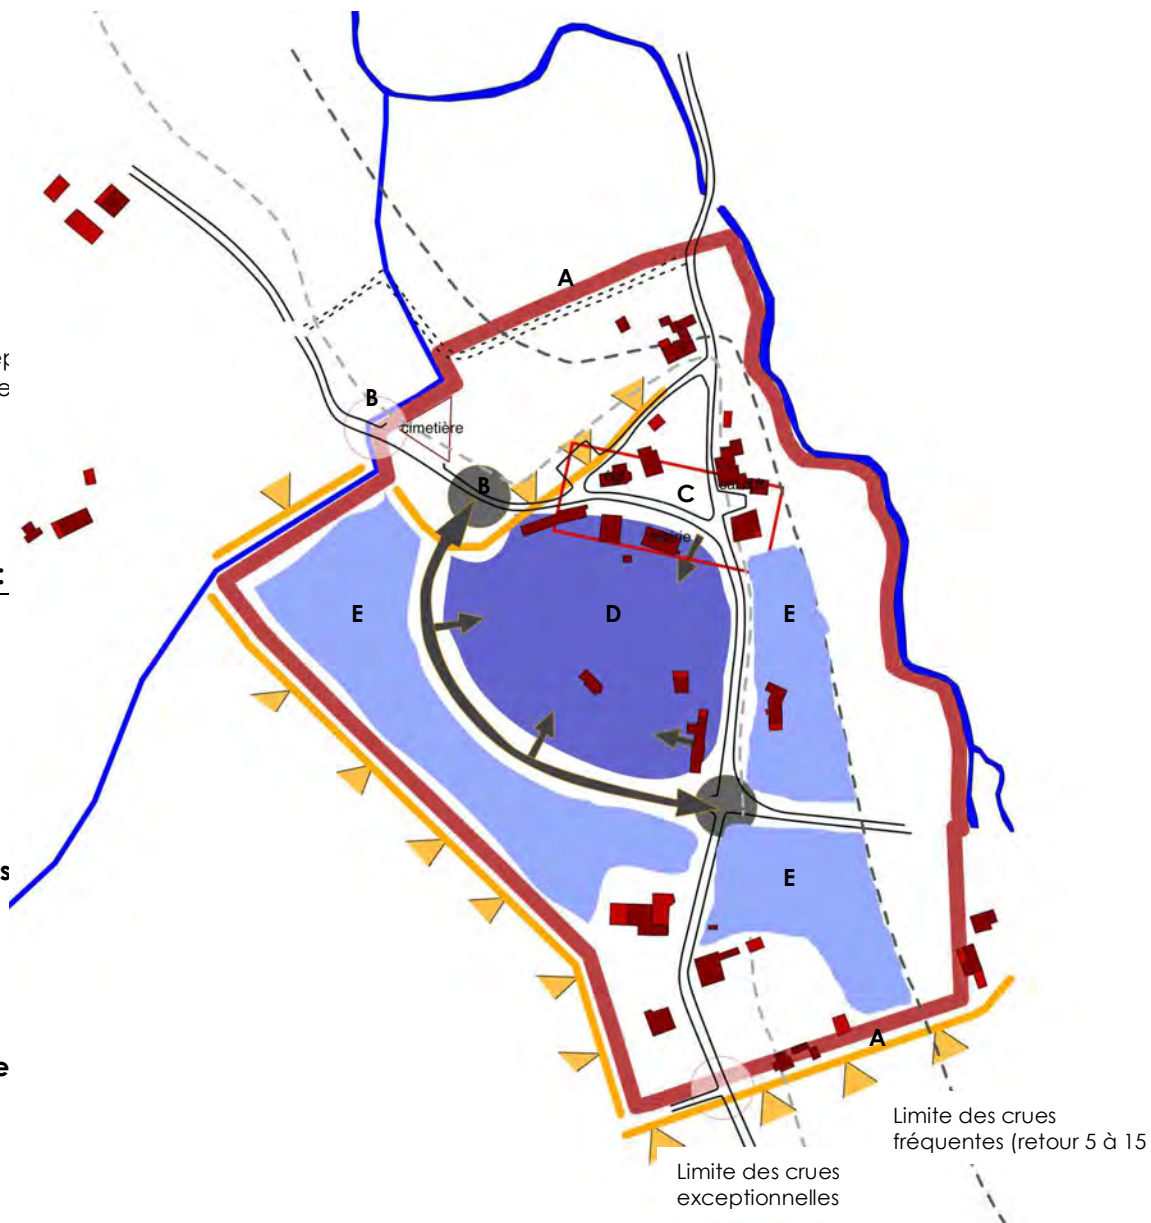 A
B
cimetière
B
C
:
E
D
E
s
E
e
A
Limite des crues
fréquentes (retour 5 à 15
Limite des crues
exceptionnelles